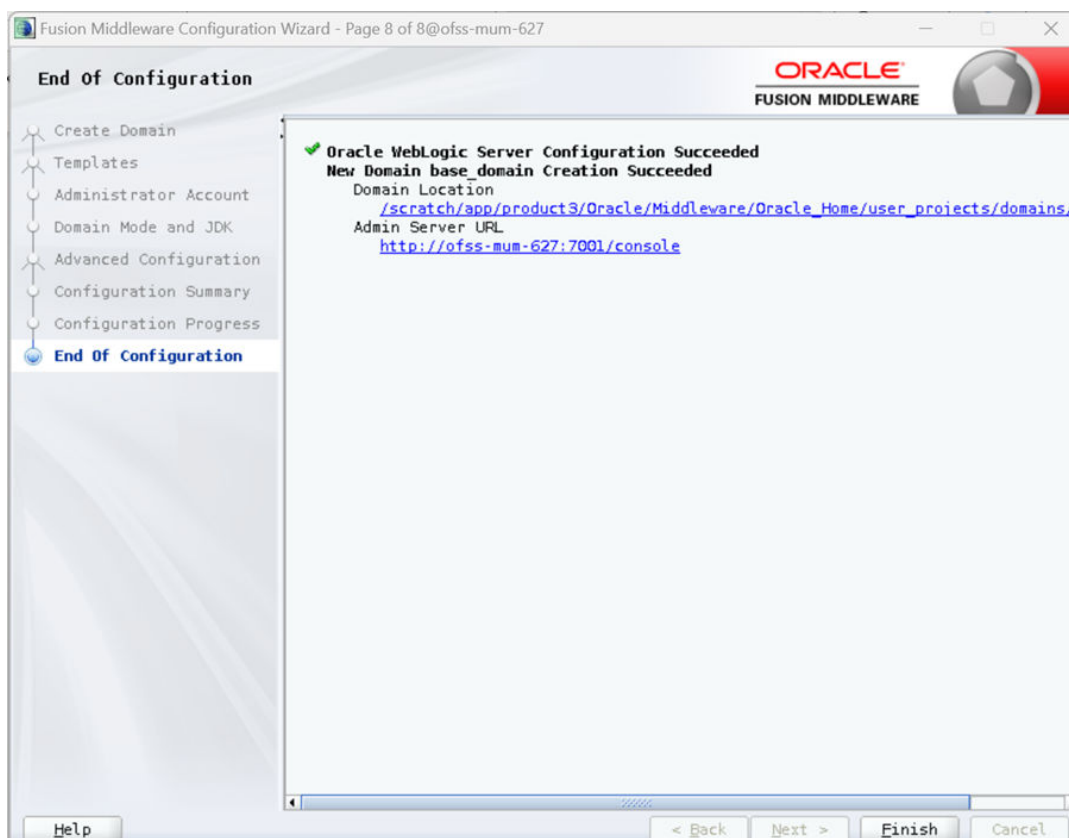 Fusion Middleware Configuration Wizard - Page 8 of 8@ofss-mum-627
End Of Configuration
ORACLE
FUSION MIDDLEWARE
Create Domain
Templates
Administrator Account
Domain Mode and JDK
Advanced Configuration
Configuration Summary
Configuration Progress
End Of Configuration
Oracle WebLogic Server Configuration Succeeded
New Domain base_domain Creation Succeeded
Domain Location
/scratch/app/product3/Oracle/Middleware/Oracle_Home/user_projects/domains/
Admin Server URL
http://ofss-mum-627:7001/console
Help
< Back
Next >
Finish
Cancel